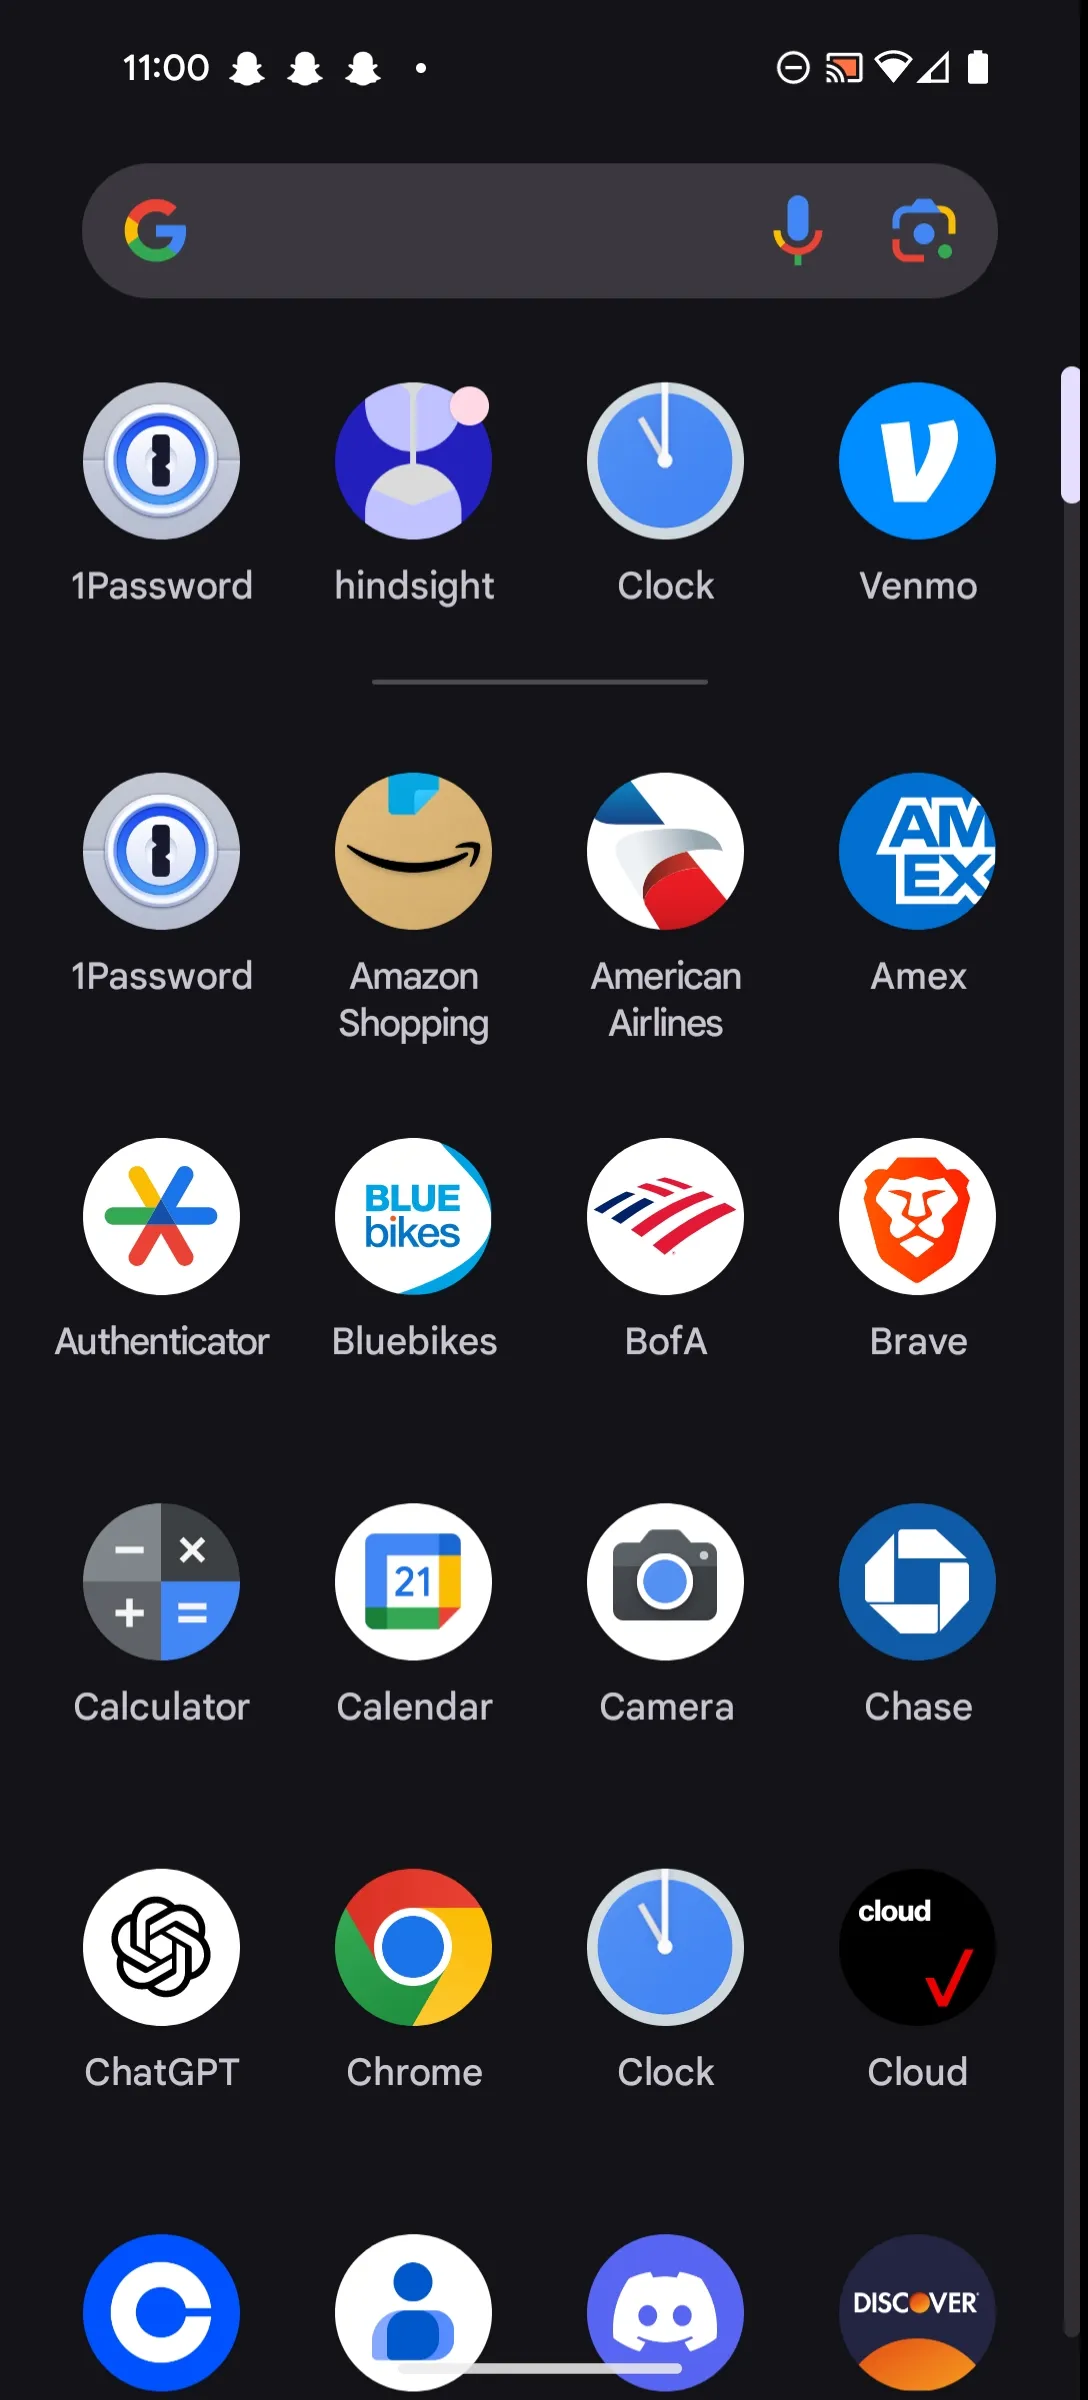 11:00
1Password
hindsight
Clock
Venmo
AM
EX
1Password
Amazon
Shopping
American
Airlines
Amex
BLUE
bikes
Authenticator
Bluebikes
BofA
Brave
21
Calculator
Calendar
Camera
Chase
cloud
ChatGPT
Chrome
Clock
Cloud
DISCOVER